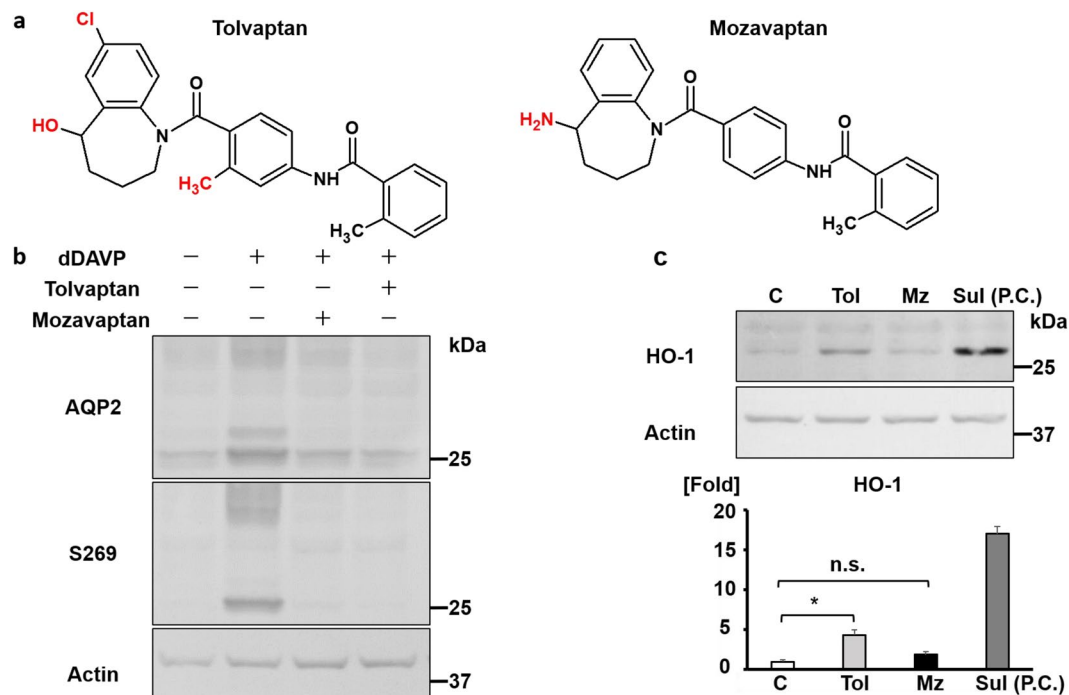 a
Tolvaptan
Mozavaptan
Cl
HO
N
O
H₃C
NH
O
H₃C
H₂N
N
O
NH
O
H₃C
b
dDAVP − + + +
Tolvaptan − − − +
Mozavaptan − − + −
kDa
AQP2
25
S269
25
Actin
37
c
C Tol Mz Sul (P.C.)
kDa
HO-1
25
Actin
37
[Fold] HO-1
20
15
10
5
0
n.s.
*
C Tol Mz Sul (P.C.)